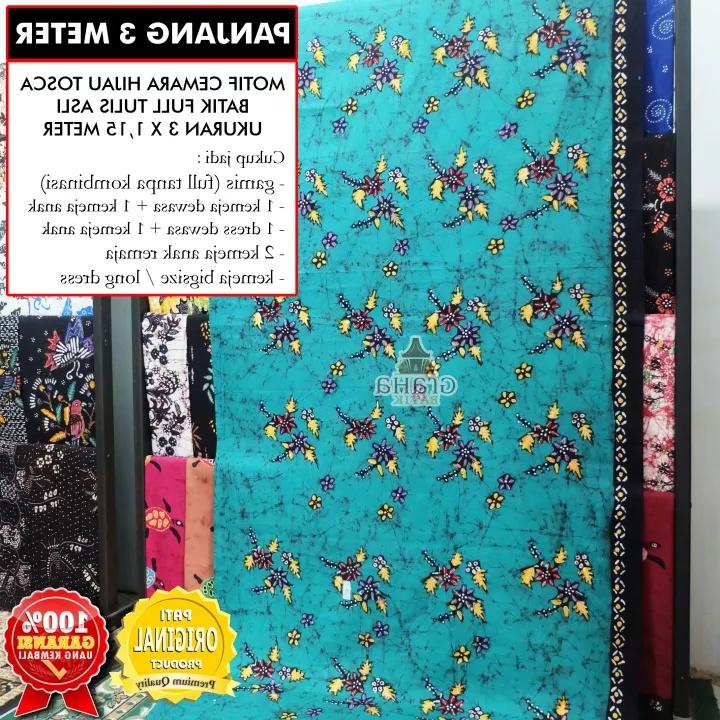 PANJANG 3 METER
MOTIF CEMARA HIJAU TOSCA
BATIK FULL TULIS ASLI
UKURAN 3 X 1,15 METER
Cukup jadi :
- gamis (full tanpa kombinasi)
- 1 kemeja dewasa + 1 kemeja anak
- 1 dress dewasa + 1 kemeja anak
- 2 kemeja anak remaja
- kemeja bigsize / long dress
GraHa
BATIK
100%
GARANSI
UANG KEMBALI
PATI
ORIGINAL
PRODUCT
Premium Quality